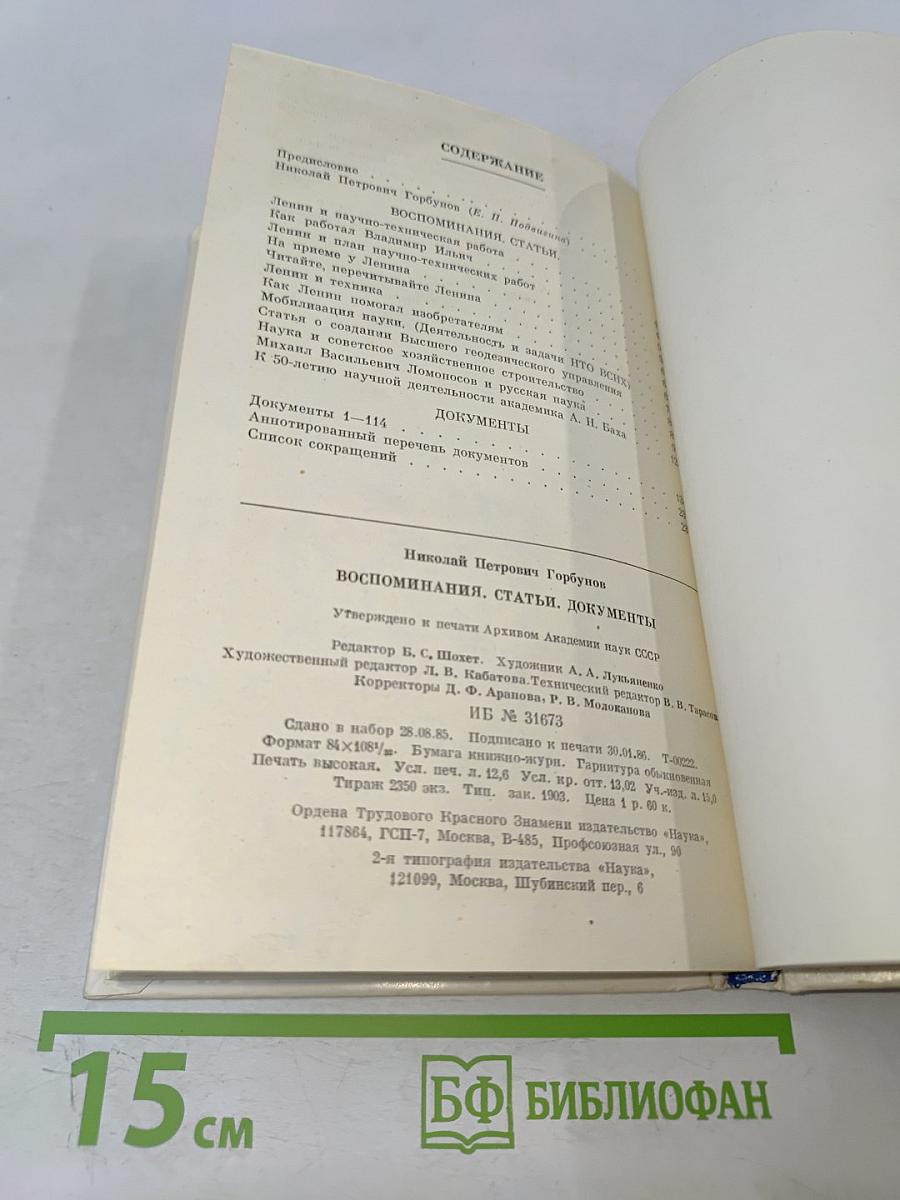 СОДЕРЖАНИЕ
Предисловие
Николай Петрович Горбунов (Е. П. Подвигина)
ВОСПОМИНАНИЯ. СТАТЬИ.
Ленин и научно-техническая работа
Как работал Владимир Ильич
Ленин и план научно-технических работ
На приеме у Ленина
Читайте, перечитывайте Ленина
Ленин и техника
Как Ленин помогал изобретателям
Мобилизация науки. (Деятельность и задачи НТО ВСНХ)
Статья о создании Высшего геодезического управления
Наука и советское хозяйственное строительство
Михаил Васильевич Ломоносов и русская наука
К 50-летию научной деятельности академика А. Н. Баха
ДОКУМЕНТЫ
Документы 1—114
Аннотированный перечень документов
Список сокращений
Николай Петрович Горбунов
ВОСПОМИНАНИЯ. СТАТЬИ. ДОКУМЕНТЫ
Утверждено к печати Архивом Академии наук СССР
Редактор Б. С. Шохет. Художник А. А. Лукьяненко
Художественный редактор Л. В. Кабатова. Технический редактор В. В.
Корректоры Д. Ф. Арапова, Р. В. Молоканова
ИБ № 31673
Сдано в набор 28.08.85. Подписано к печати 30.01.86. Т-00222.
Формат 84×108¹/₃₂. Бумага книжно-журн. Гарнитура обыкновенная
Печать высокая. Усл. печ. л. 12,6 Усл. кр. отт. 13,02 Уч.-изд. л. 15,0
Тираж 2350 экз. Тип. зак. 1903. Цена 1 р. 60 к.
Ордена Трудового Красного Знамени издательство «Наука»,
117864, ГСП-7, Москва, В-485, Профсоюзная ул., 90
2-я типография издательства «Наука»,
121099, Москва, Шубинский пер., 6
15 см
БФ БИБЛИОФАН